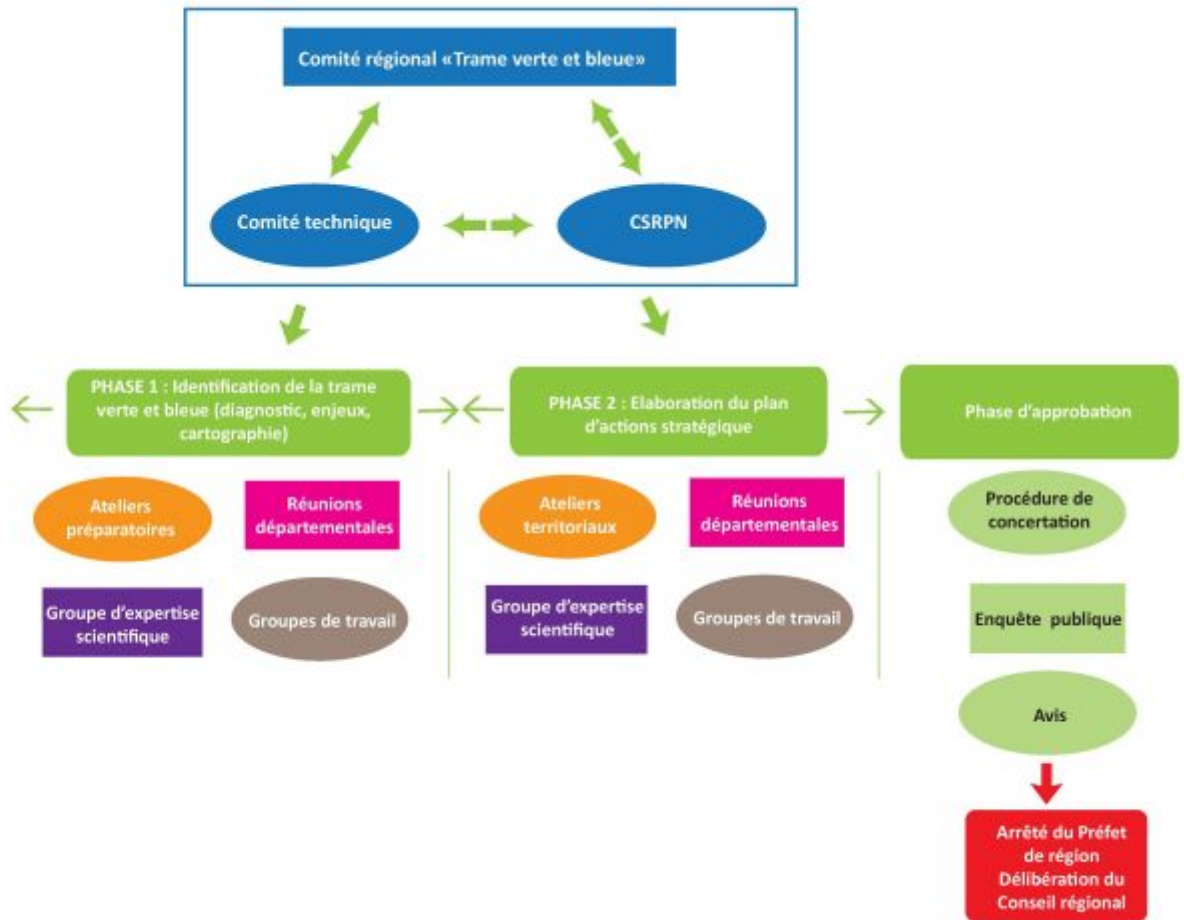 Comité régional «Trame verte et bleue»
Comité technique
CSRPN
PHASE 1 : Identification de la trame
verte et bleue (diagnostic, enjeux,
cartographie)
PHASE 2 : Elaboration du plan
d’actions stratégique
Phase d’approbation
Ateliers
préparatoires
Réunions
départementales
Groupe d’expertise
scientifique
Groupes de travail
Ateliers
territoriaux
Réunions
départementales
Groupe d’expertise
scientifique
Groupes de travail
Procédure de
concertation
Enquête publique
Avis
Arrêté du Préfet
de région
Délibération du
Conseil régional